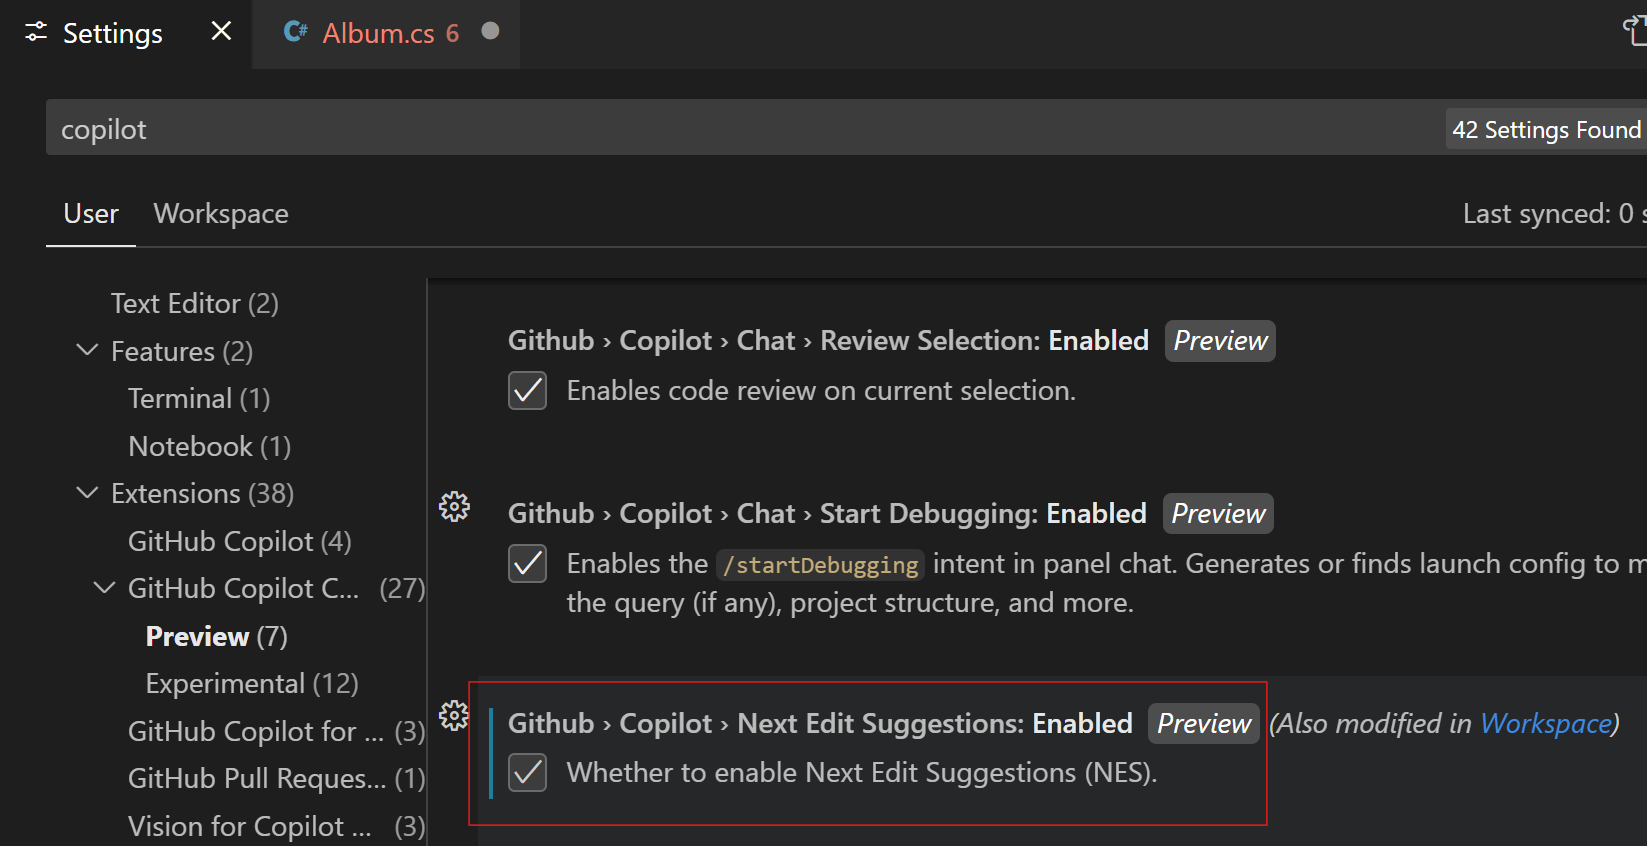 Settings
C# Album.cs 6
copilot
42 Settings Found
User Workspace
Last synced: 0 s
Text Editor (2)
Features (2)
Terminal (1)
Notebook (1)
Extensions (38)
GitHub Copilot (4)
GitHub Copilot C... (27)
Preview (7)
Experimental (12)
GitHub Copilot for ... (3)
GitHub Pull Reques... (1)
Vision for Copilot ... (3)
Github › Copilot › Chat › Review Selection: Enabled Preview
Enables code review on current selection.
Github › Copilot › Chat › Start Debugging: Enabled Preview
Enables the /startDebugging intent in panel chat. Generates or finds launch config to m
the query (if any), project structure, and more.
Github › Copilot › Next Edit Suggestions: Enabled Preview (Also modified in Workspace)
Whether to enable Next Edit Suggestions (NES).